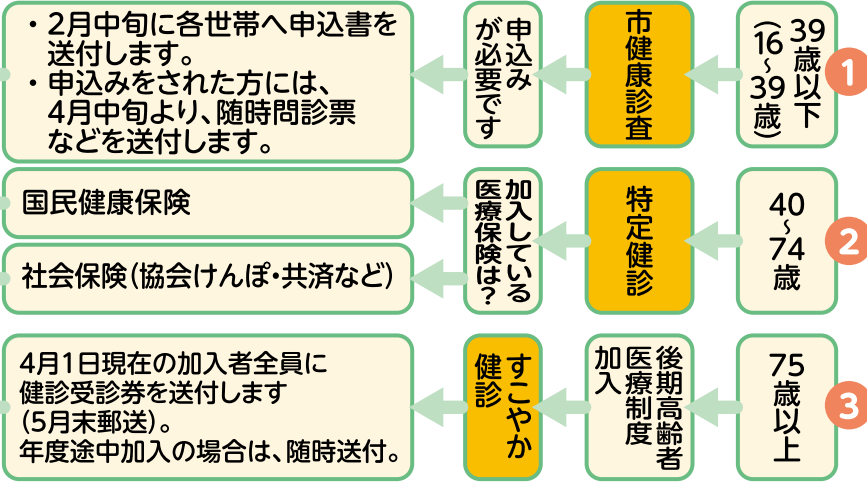 1
39歳以下
(16~39歳)
市健康診査
申込み
が必要です
・2月中旬に各世帯へ申込書を
送付します。
・申込みをされた方には、
4月中旬より、随時問診票
などを送付します。
2
40~74歳
特定健診
加入している
医療保険は?
国民健康保険
社会保険(協会けんぽ・共済など)
3
75歳以上
後期高齢者
医療制度
加入
すこやか
健診
4月1日現在の加入者全員に
健診受診券を送付します
(5月末郵送)。
年度途中加入の場合は、随時送付。